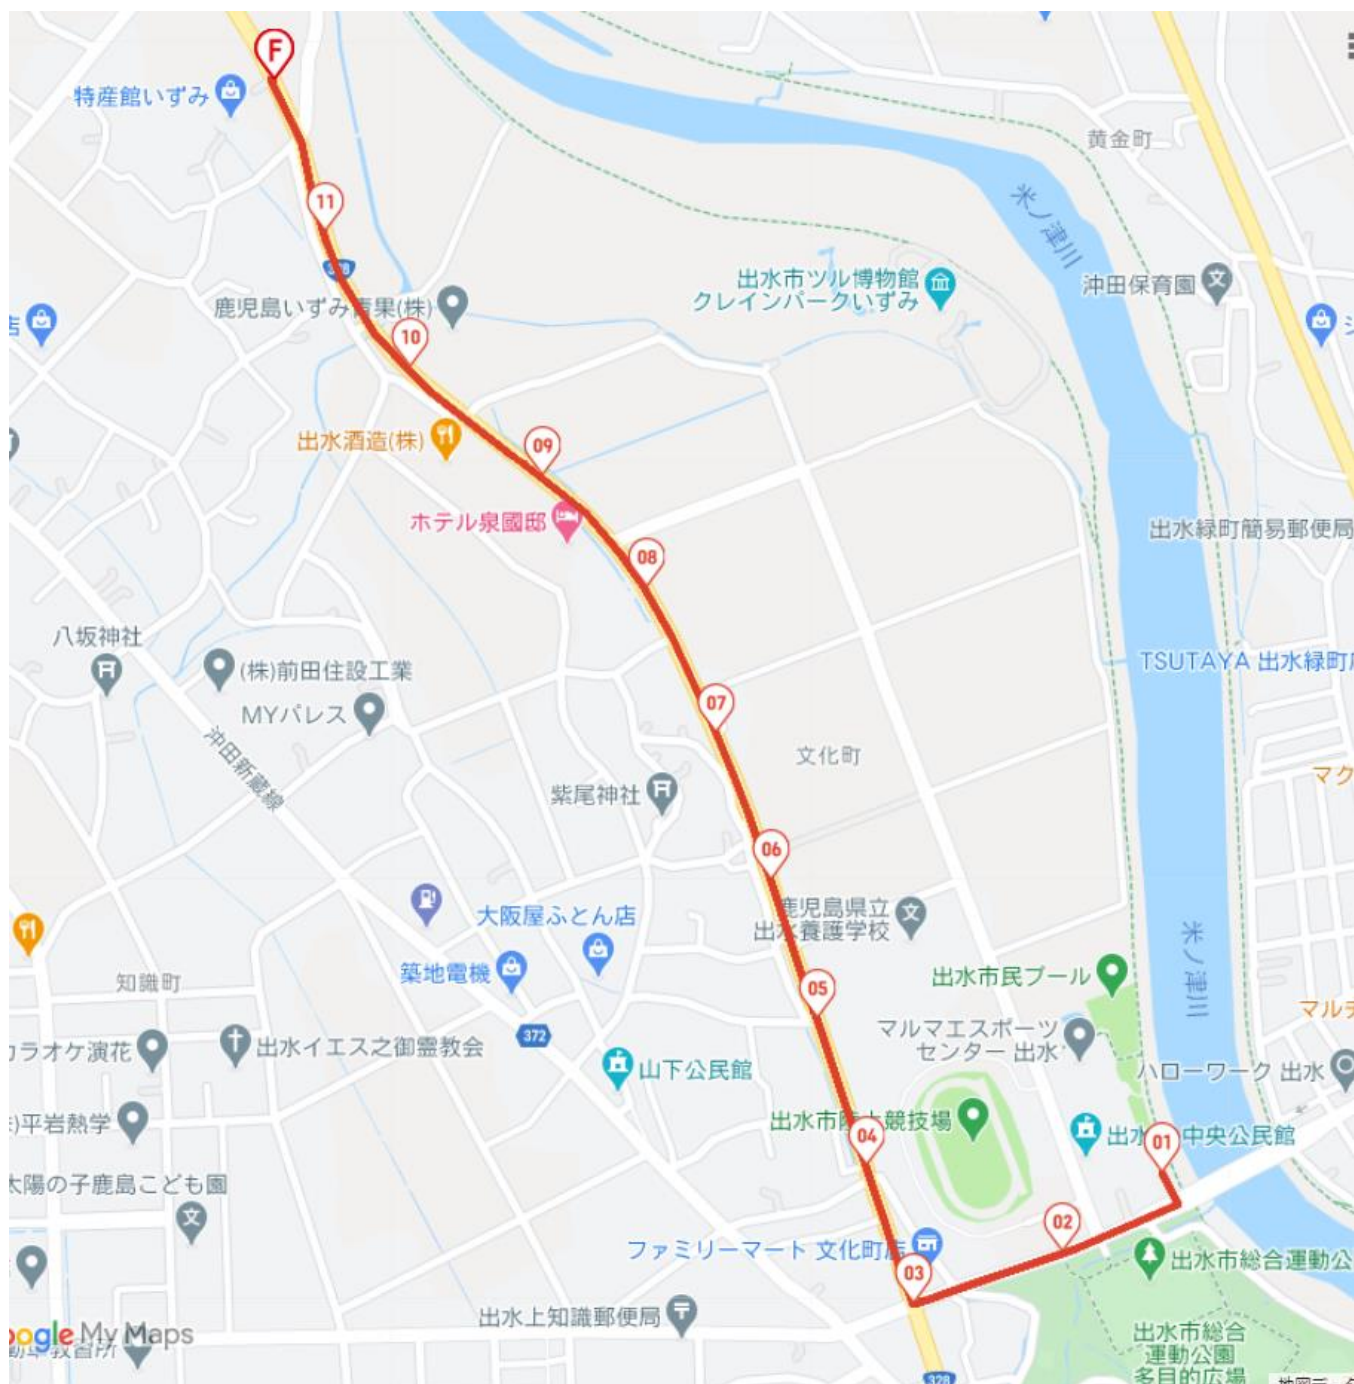 F
特産館いずみ
黄金町
米ノ津川
11
出水市ツル博物館
クレインパークいずみ
沖田保育園
328
鹿児島いずみ青果(株)
店
10
出水酒造(株)
09
ホテル泉國邸
出水緑町簡易郵便局
08
八坂神社
(株)前田住設工業
TSUTAYA 出水緑町店
MYパレス
07
沖田新蔵線
文化町
紫尾神社
マク
06
大阪屋ふとん店
鹿児島県立
出水養護学校
米ノ津川
築地電機
出水市民プール
知識町
05
マルチ
372
マルマエスポーツ
センター 出水
カラオケ演花
出水イエス之御霊教会
山下公民館
ハローワーク 出水
平岩熱学
出水市陸上競技場
04
出水 中央公民館
01
太陽の子鹿島こども園
02
ファミリーマート 文化町店
出水市総合運動公
03
出水上知識郵便局
Google My Maps
出水市総合
運動公園
多目的広場
328